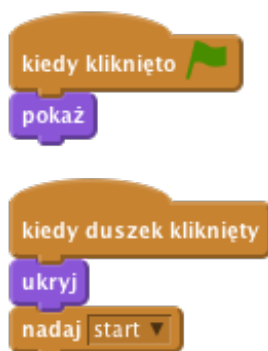 kiedy kliknięto
pokaż
kiedy duszek kliknięty
ukryj
nadaj start